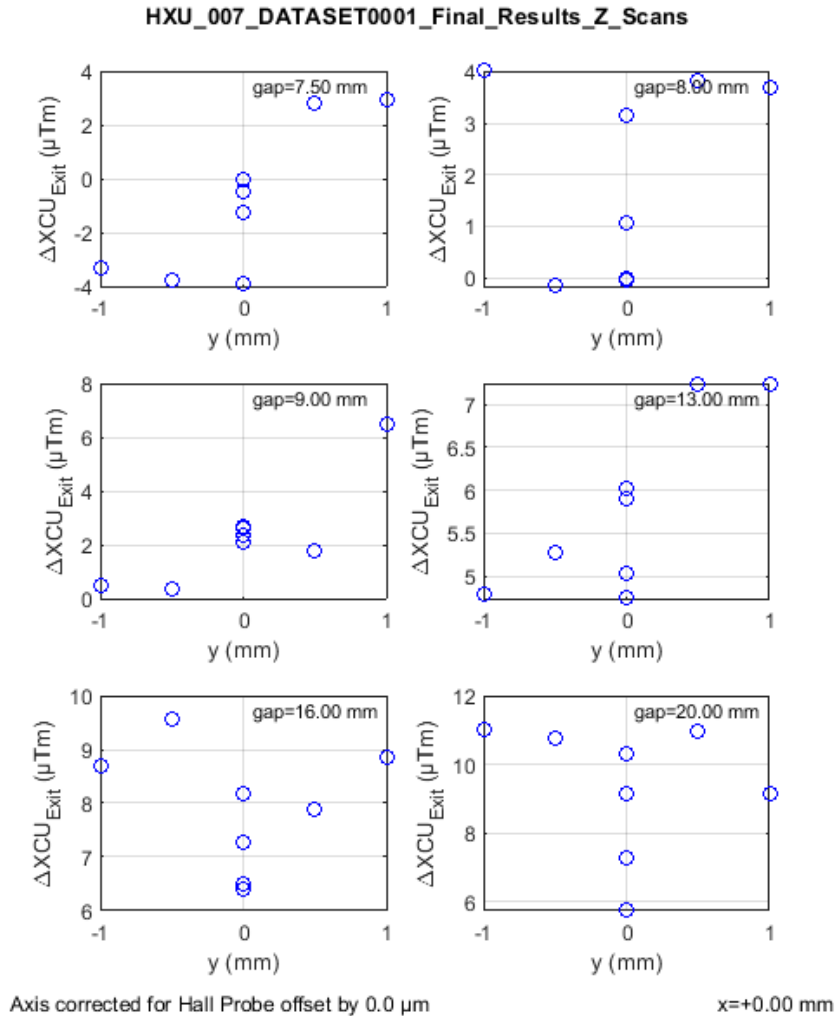 HXU_007_DATASET0001_Final_Results_Z_Scans
gap=7.50 mm
4
2
0
-2
-4
ΔXCU_Exit (µTm)
-1 0 1
y (mm)
gap=8.00 mm
4
3
2
1
0
ΔXCU_Exit (µTm)
-1 0 1
y (mm)
gap=9.00 mm
8
6
4
2
0
ΔXCU_Exit (µTm)
-1 0 1
y (mm)
gap=13.00 mm
7
6.5
6
5.5
5
ΔXCU_Exit (µTm)
-1 0 1
y (mm)
gap=16.00 mm
10
9
8
7
6
ΔXCU_Exit (µTm)
-1 0 1
y (mm)
gap=20.00 mm
12
10
8
6
ΔXCU_Exit (µTm)
-1 0 1
y (mm)
Axis corrected for Hall Probe offset by 0.0 µm
x=+0.00 mm